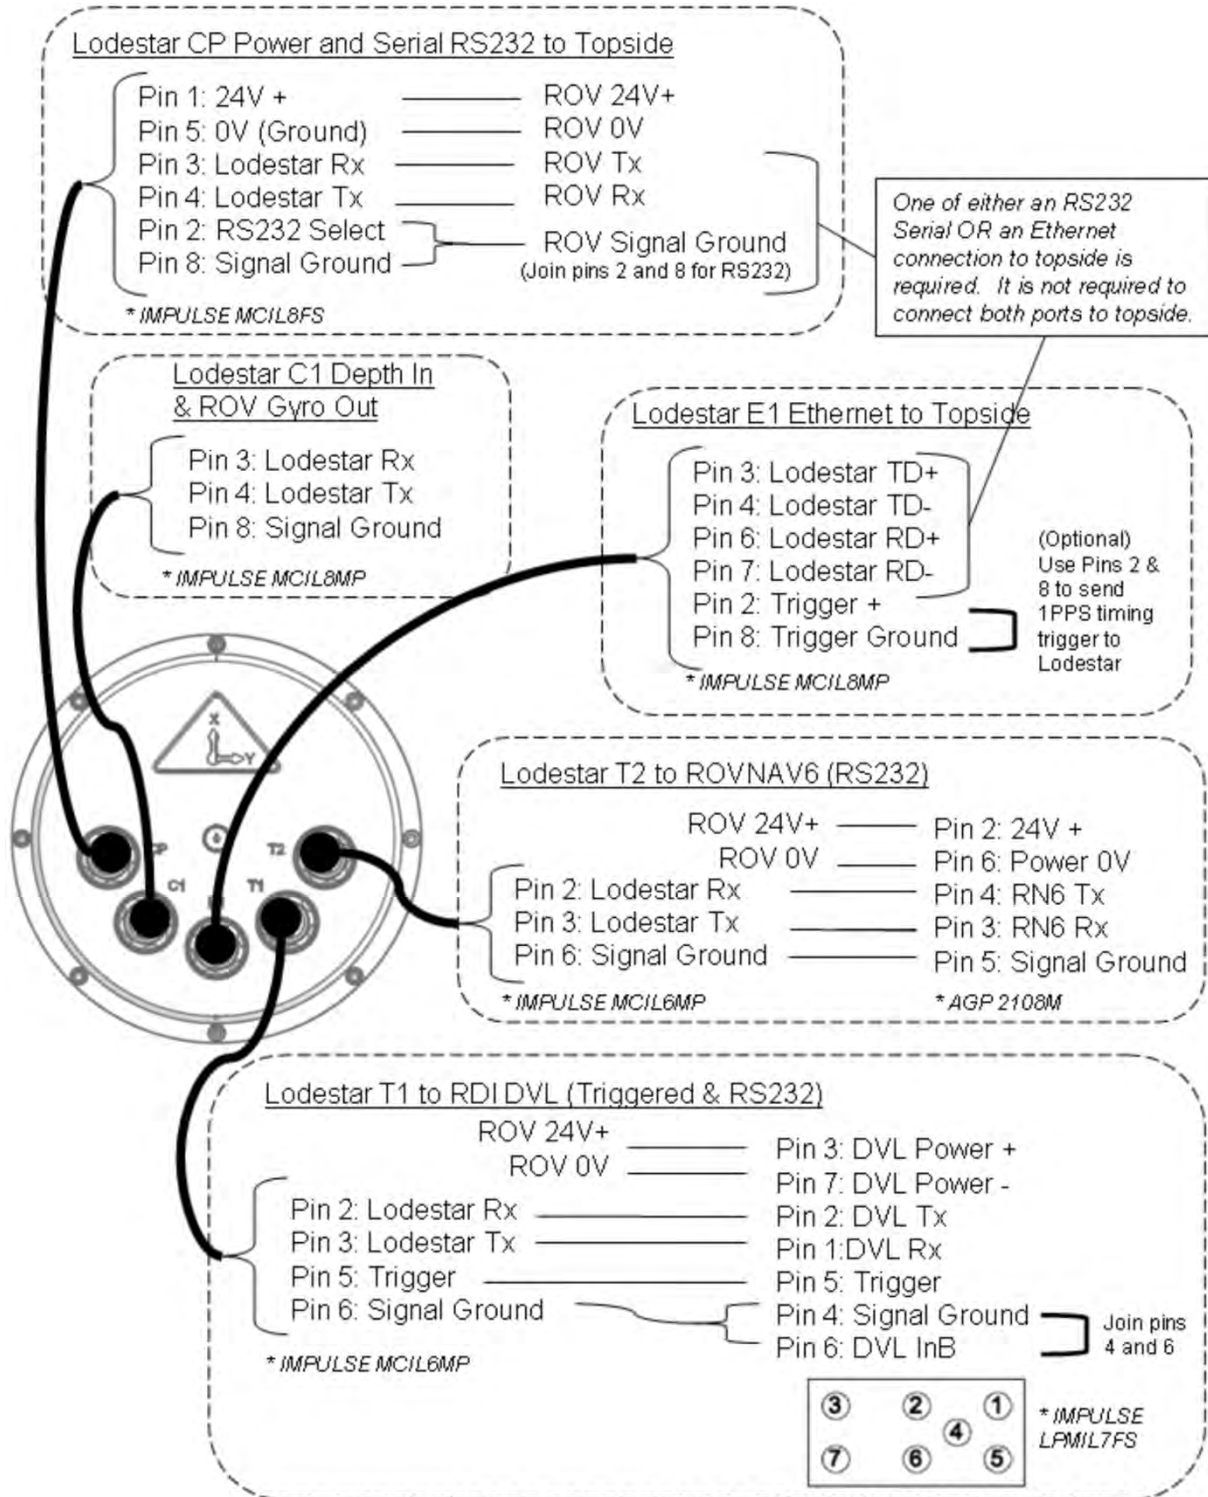 Lodestar CP Power and Serial RS232 to Topside
Pin 1: 24V + ROV 24V+
Pin 5: 0V (Ground) ROV 0V
Pin 3: Lodestar Rx ROV Tx
Pin 4: Lodestar Tx ROV Rx
Pin 2: RS232 Select
ROV Signal Ground
Pin 8: Signal Ground
(Join pins 2 and 8 for RS232)
* IMPULSE MCIL8FS
One of either an RS232
Serial OR an Ethernet
connection to topside is
required. It is not required to
connect both ports to topside.
Lodestar C1 Depth In
& ROV Gyro Out
Pin 3: Lodestar Rx
Pin 4: Lodestar Tx
Pin 8: Signal Ground
* IMPULSE MCIL8MP
Lodestar E1 Ethernet to Topside
Pin 3: Lodestar TD+
Pin 4: Lodestar TD-
Pin 6: Lodestar RD+
Pin 7: Lodestar RD-
Pin 2: Trigger +
Pin 8: Trigger Ground
* IMPULSE MCIL8MP
(Optional)
Use Pins 2 &
8 to send
1PPS timing
trigger to
Lodestar
X
Y
CP
C1
T1
T2
Lodestar T2 to ROVNAV6 (RS232)
ROV 24V+ Pin 2: 24V +
ROV 0V Pin 6: Power 0V
Pin 2: Lodestar Rx Pin 4: RN6 Tx
Pin 3: Lodestar Tx Pin 3: RN6 Rx
Pin 6: Signal Ground Pin 5: Signal Ground
* IMPULSE MCIL6MP * AGP 2108M
Lodestar T1 to RDI DVL (Triggered & RS232)
ROV 24V+ Pin 3: DVL Power +
ROV 0V Pin 7: DVL Power -
Pin 2: Lodestar Rx Pin 2: DVL Tx
Pin 3: Lodestar Tx Pin 1:DVL Rx
Pin 5: Trigger Pin 5: Trigger
Pin 6: Signal Ground Pin 4: Signal Ground
Pin 6: DVL InB
Join pins
4 and 6
* IMPULSE MCIL6MP
3 2 1
4
7 6 5
* IMPULSE
LPMIL7FS